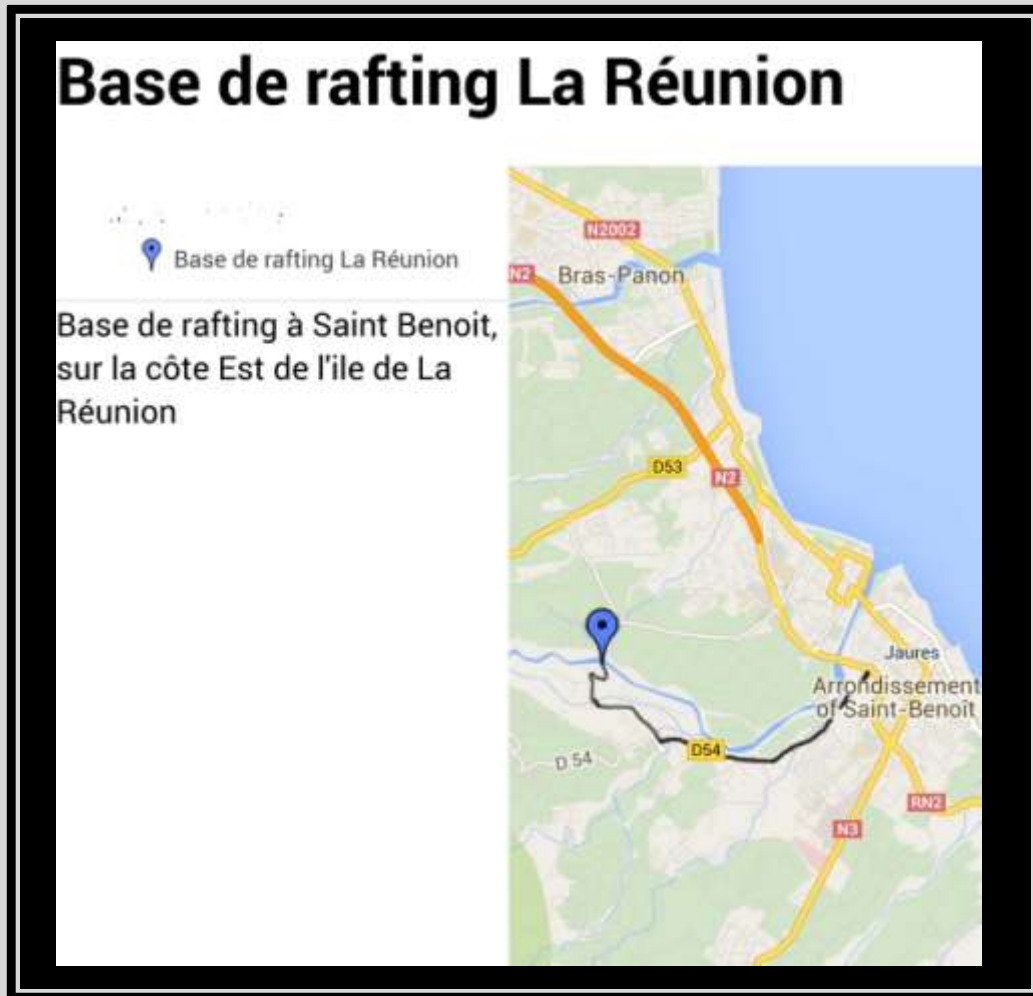 Base de rafting La Réunion
Base de rafting La Réunion
Base de rafting à Saint Benoit,
sur la côte Est de l'ile de La
Réunion
N2002
N2
Bras-Panon
D53
N2
Jaures
Arrondissement
of Saint-Benoit
D54
D 54
RN2
N3